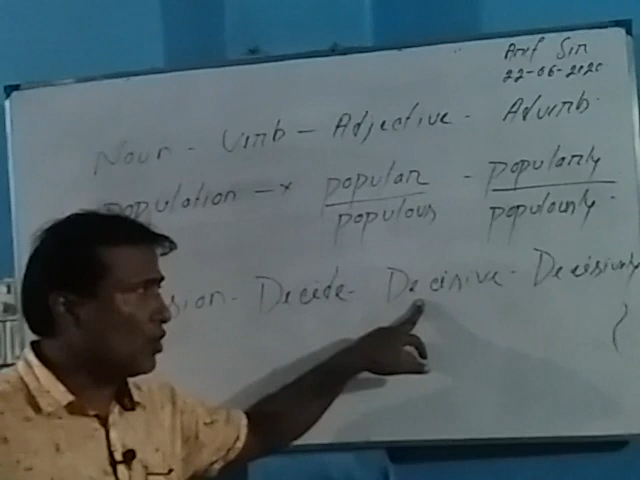 Arif Sir
22-06-2020
Noun - Verb - Adjective - Adverb
population - × popular - popularly
populous populously
sion - Decide - Decisive - Decisively